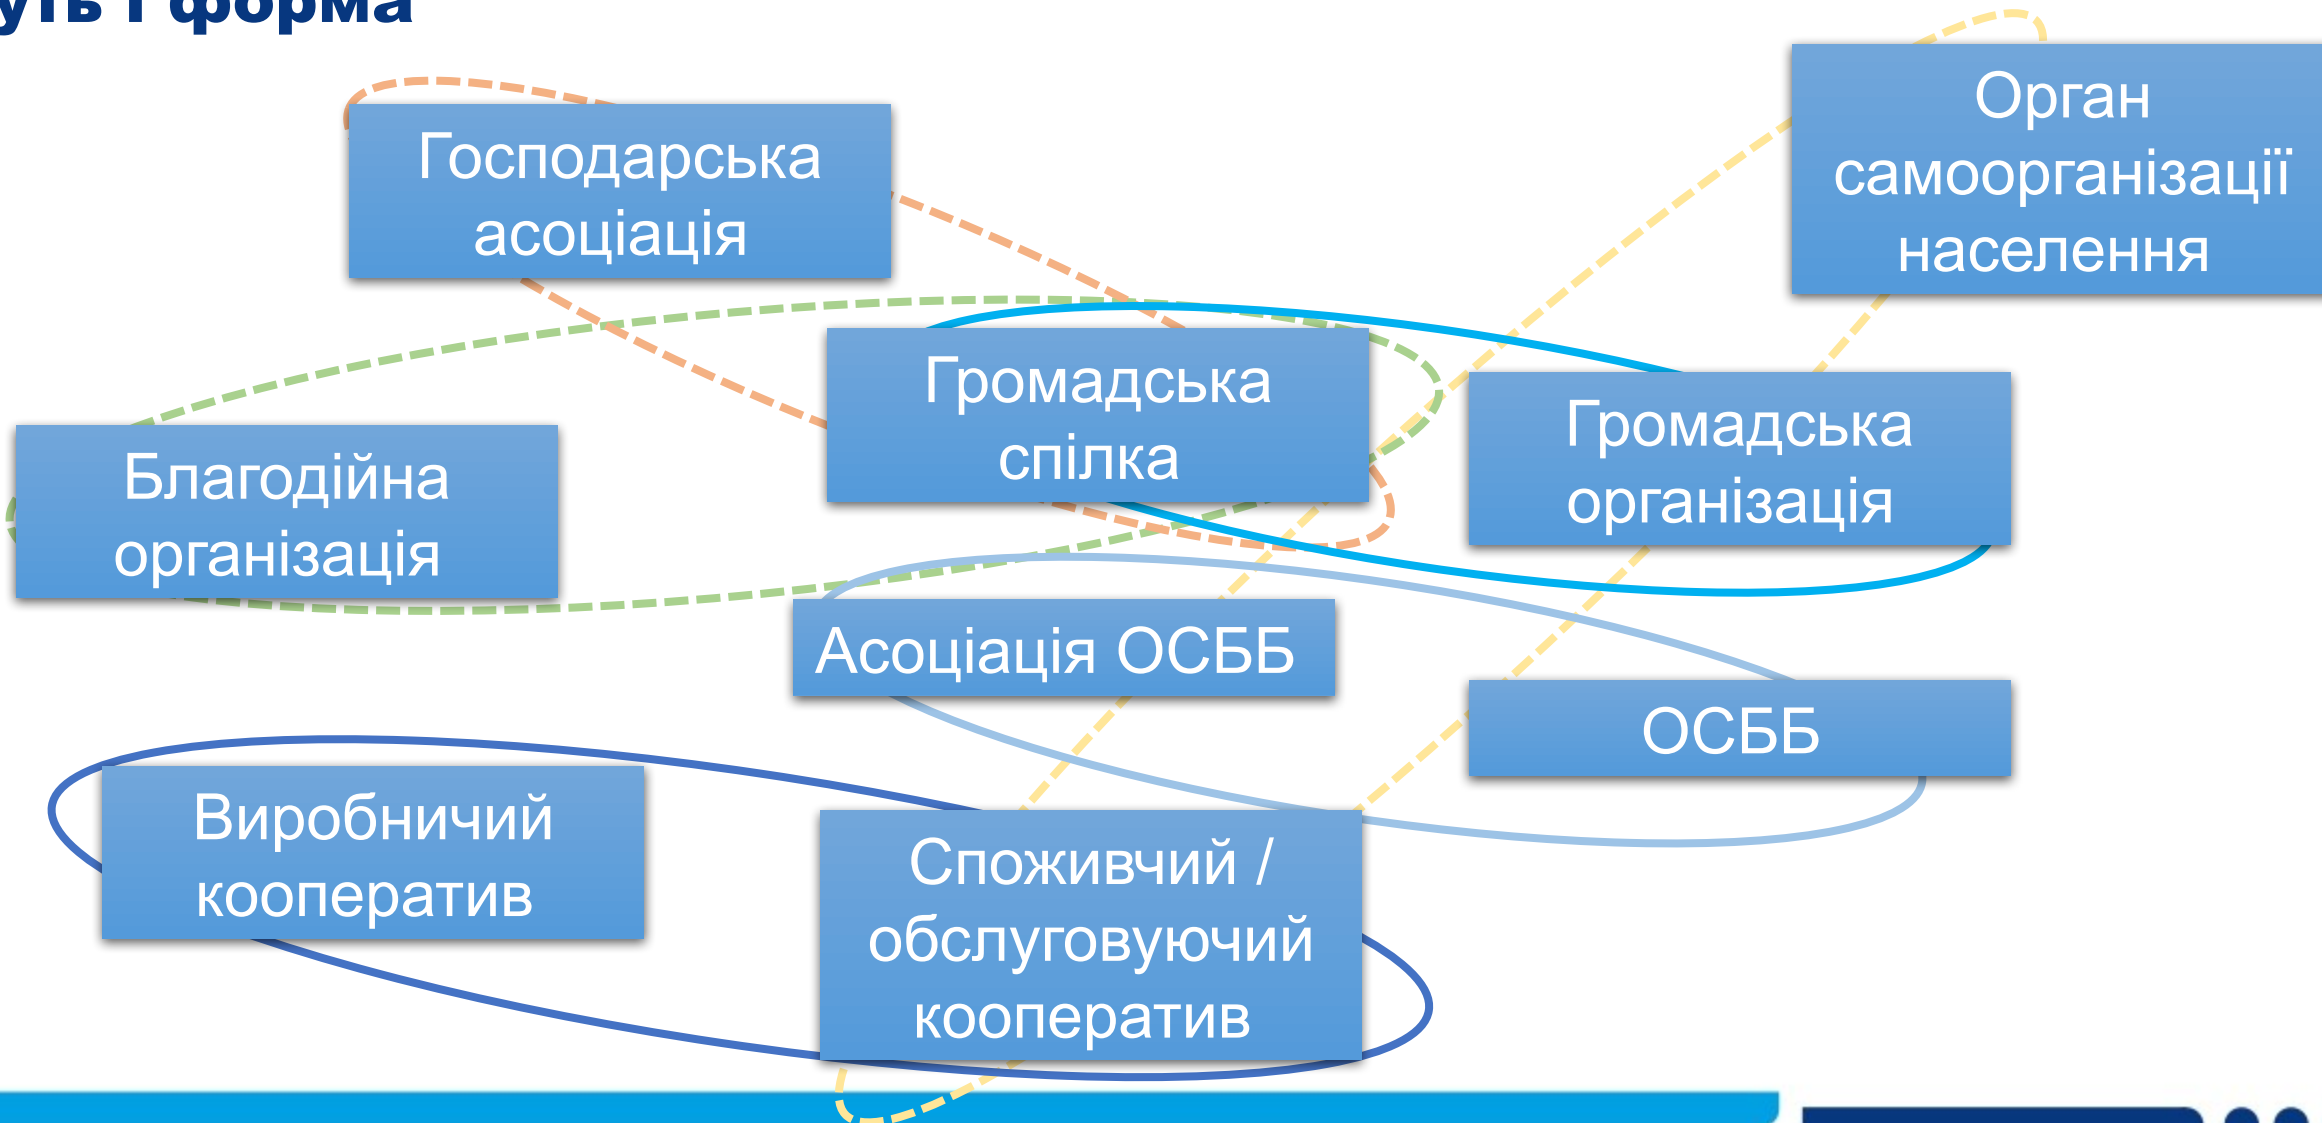 і форма
Господарська
асоціація
Орган
самоорганізації
населення
Громадська
спілка
Громадська
організація
Благодійна
організація
Асоціація ОСББ
ОСББ
Виробничий
кооператив
Споживчий /
обслуговуючий
кооператив